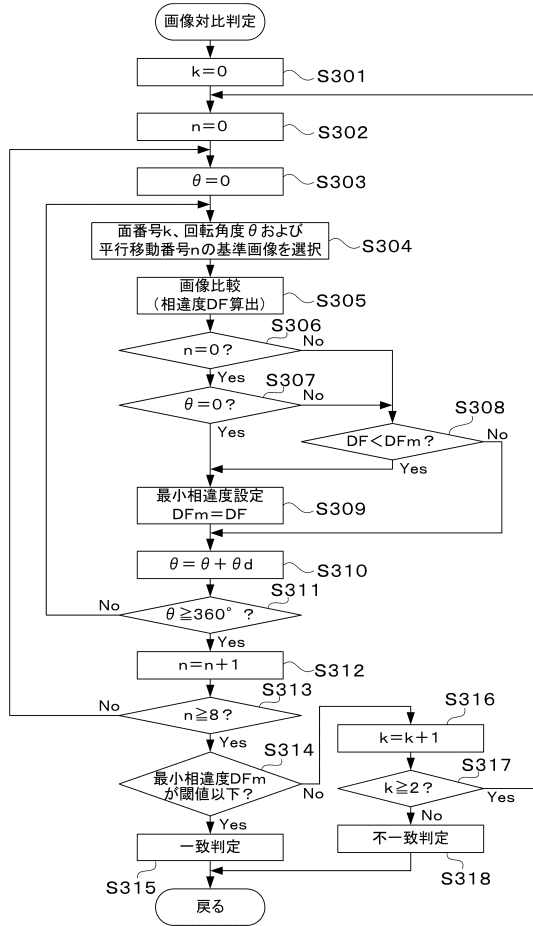 画像対比判定
k=0
S301
n=0
S302
θ=0
S303
面番号k、回転角度θおよび
平行移動番号nの基準画像を選択
S304
画像比較
(相違度DF算出)
S305
n=0?
S306
No
Yes
θ=0?
S307
No
Yes
DF<DFm?
S308
No
Yes
最小相違度設定
DFm=DF
S309
θ=θ+θd
S310
θ≧360°?
S311
No
Yes
n=n+1
S312
n≧8?
S313
No
Yes
最小相違度DFm
が閾値以下?
S314
No
Yes
一致判定
S315
k=k+1
S316
k≧2?
S317
Yes
No
不一致判定
S318
戻る